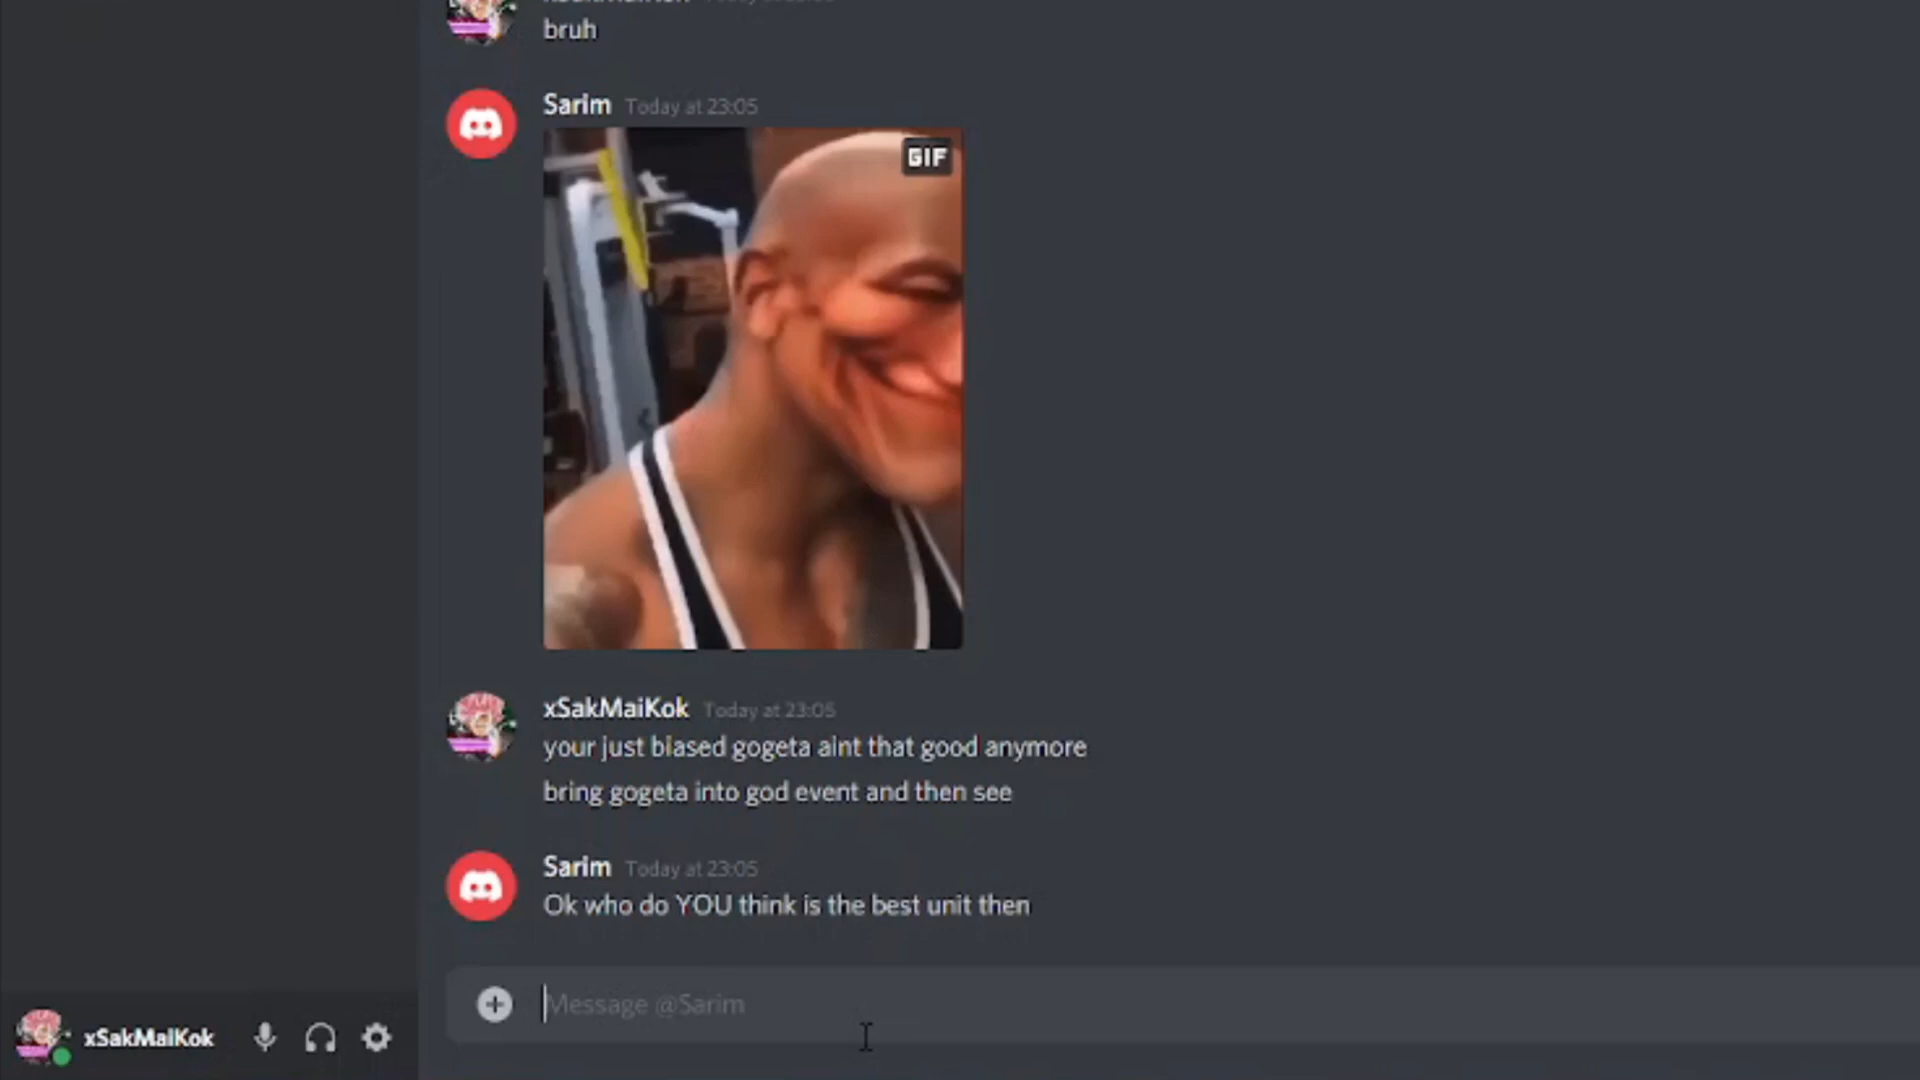 bruh
Sarim Today at 23:05
GIF
xSakMaiKok Today at 23:05
your just biased gogeta aint that good anymore
bring gogeta into god event and then see
Sarim Today at 23:05
Ok who do YOU think is the best unit then
Message @Sarim
xSakMaiKok